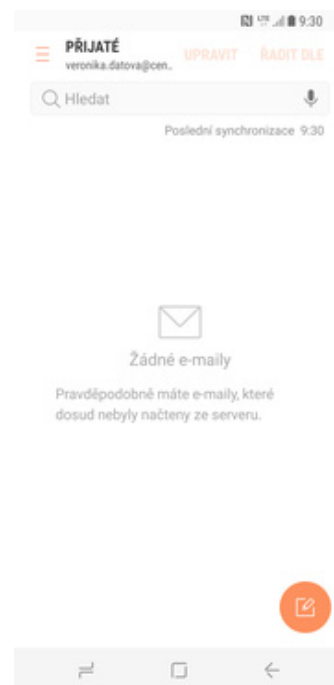 9:30
PŘIJATÉ
veronika.datova@cen..
UPRAVIT
ŘADIT DLE
Hledat
Poslední synchronizace 9:30
Žádné e-maily
Pravděpodobně máte e-maily, které
dosud nebyly načteny ze serveru.